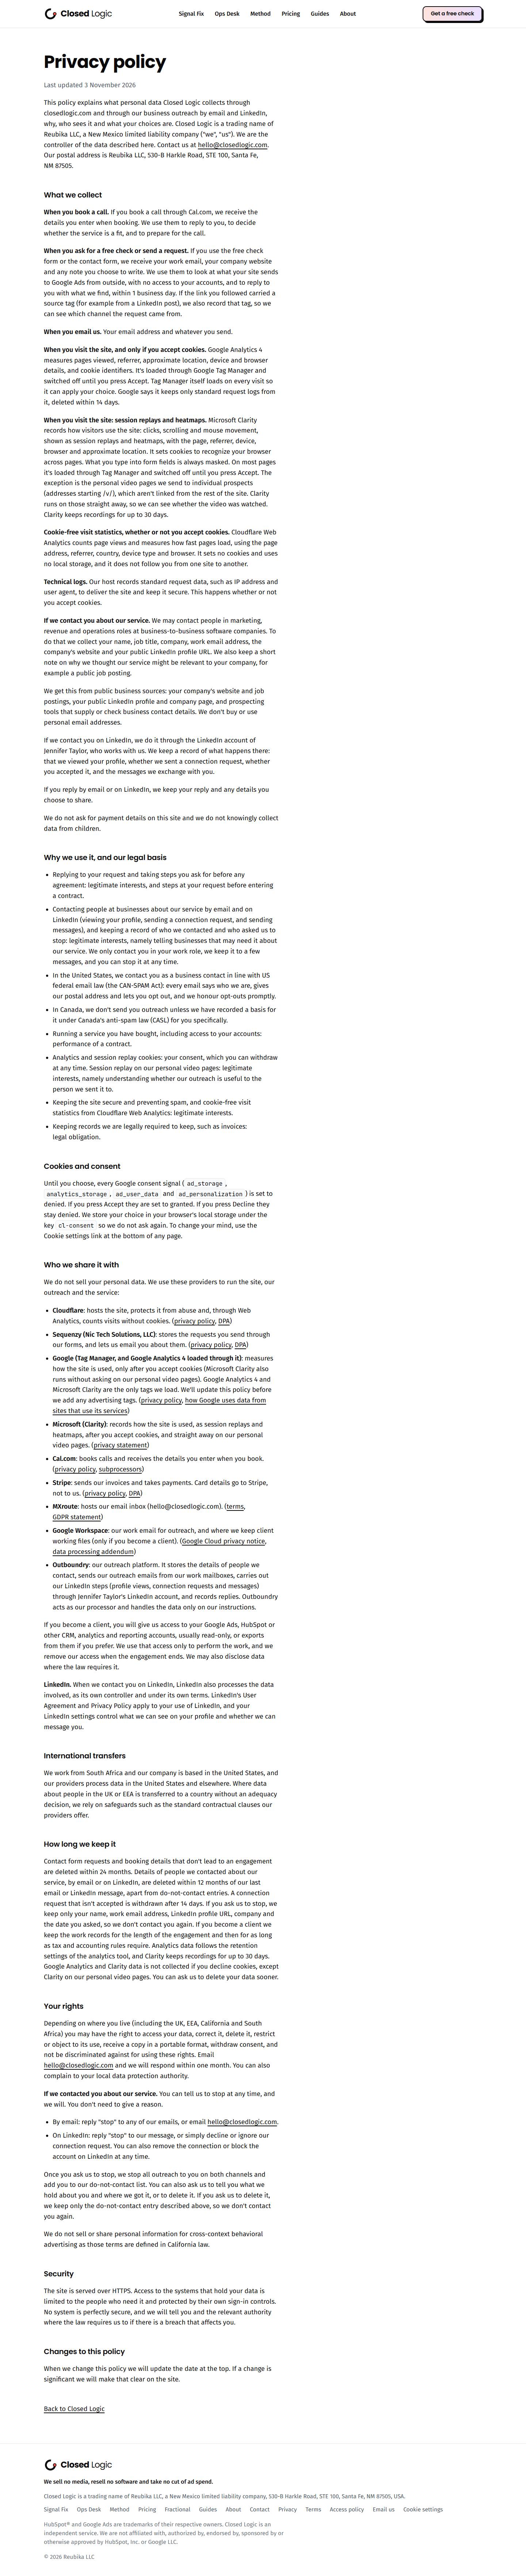 Closed Logic
Signal Fix Ops Desk Method Pricing Guides About
Get a free check
Privacy policy
Last updated 3 November 2026
This policy explains what personal data Closed Logic collects through
closedlogic.com and through our business outreach by email and LinkedIn,
why, who sees it and what your choices are. Closed Logic is a trading name of
Reubika LLC, a New Mexico limited liability company ("we", "us"). We are the
controller of the data described here. Contact us at hello@closedlogic.com.
Our postal address is Reubika LLC, 530-B Harkle Road, STE 100, Santa Fe,
NM 87505.
What we collect
When you book a call. If you book a call through Cal.com, we receive the
details you enter when booking. We use them to reply to you, to decide
whether the service is a fit, and to prepare for the call.
When you ask for a free check or send a request. If you use the free check
form or the contact form, we receive your work email, your company website
and any note you choose to write. We use them to look at what your site sends
to Google Ads from outside, with no access to your accounts, and to reply to
you with what we find, within 1 business day. If the link you followed carried a
source tag (for example from a LinkedIn post), we also record that tag, so we
can see which channel the request came from.
When you email us. Your email address and whatever you send.
When you visit the site, and only if you accept cookies. Google Analytics 4
measures pages viewed, referrer, approximate location, device and browser
details, and cookie identifiers. It's loaded through Google Tag Manager and
switched off until you press Accept. Tag Manager itself loads on every visit so
it can apply your choice. Google says it keeps only standard request logs from
it, deleted within 14 days.
When you visit the site: session replays and heatmaps. Microsoft Clarity
records how visitors use the site: clicks, scrolling and mouse movement,
shown as session replays and heatmaps, with the page, referrer, device,
browser and approximate location. It sets cookies to recognize your browser
across pages. What you type into form fields is always masked. On most pages
it's loaded through Tag Manager and switched off until you press Accept. The
exception is the personal video pages we send to individual prospects
(addresses starting /v/), which aren't linked from the rest of the site. Clarity
runs on those straight away, so we can see whether the video was watched.
Clarity keeps recordings for up to 30 days.
Cookie-free visit statistics, whether or not you accept cookies. Cloudflare Web
Analytics counts page views and measures how fast pages load, using the page
address, referrer, country, device type and browser. It sets no cookies and uses
no local storage, and it does not follow you from one site to another.
Technical logs. Our host records standard request data, such as IP address and
user agent, to deliver the site and keep it secure. This happens whether or not
you accept cookies.
If we contact you about our service. We may contact people in marketing,
revenue and operations roles at business-to-business software companies. To
do that we collect your name, job title, company, work email address, the
company's website and your public LinkedIn profile URL. We also keep a short
note on why we thought our service might be relevant to your company, for
example a public job posting.
We get this from public business sources: your company's website and job
postings, your public LinkedIn profile and company page, and prospecting
tools that supply or check business contact details. We don't buy or use
personal email addresses.
If we contact you on LinkedIn, we do it through the LinkedIn account of
Jennifer Taylor, who works with us. We keep a record of what happens there:
that we viewed your profile, whether we sent a connection request, whether
you accepted it, and the messages we exchange with you.
If you reply by email or on LinkedIn, we keep your reply and any details you
choose to share.
We do not ask for payment details on this site and we do not knowingly collect
data from children.
Why we use it, and our legal basis
Replying to your request and taking steps you ask for before any
agreement: legitimate interests, and steps at your request before entering
a contract.
Contacting people at businesses about our service by email and on
LinkedIn (viewing your profile, sending a connection request, and sending
messages), and keeping a record of who we contacted and who asked us to
stop: legitimate interests, namely telling businesses that may need it about
our service. We only contact you in your work role, we keep it to a few
messages, and you can stop it at any time.
In the United States, we contact you as a business contact in line with US
federal email law (the CAN-SPAM Act): every email says who we are, gives
our postal address and lets you opt out, and we honour opt-outs promptly.
In Canada, we don't send you outreach unless we have recorded a basis for
it under Canada's anti-spam law (CASL) for you specifically.
Running a service you have bought, including access to your accounts:
performance of a contract.
Analytics and session replay cookies: your consent, which you can withdraw
at any time. Session replay on our personal video pages: legitimate
interests, namely understanding whether our outreach is useful to the
person we sent it to.
Keeping the site secure and preventing spam, and cookie-free visit
statistics from Cloudflare Web Analytics: legitimate interests.
Keeping records we are legally required to keep, such as invoices:
legal obligation.
Cookies and consent
Until you choose, every Google consent signal ( ad_storage ,
analytics_storage , ad_user_data and ad_personalization ) is set to
denied. If you press Accept they are set to granted. If you press Decline they
stay denied. We store your choice in your browser's local storage under the
key cl-consent so we do not ask again. To change your mind, use the
Cookie settings link at the bottom of any page.
Who we share it with
We do not sell your personal data. We use these providers to run the site, our
outreach and the service:
Cloudflare: hosts the site, protects it from abuse and, through Web
Analytics, counts visits without cookies. (privacy policy, DPA)
Sequenzy (Nic Tech Solutions, LLC): stores the requests you send through
our forms, and lets us email you about them. (privacy policy, DPA)
Google (Tag Manager, and Google Analytics 4 loaded through it): measures
how the site is used, only after you accept cookies (Microsoft Clarity also
runs without asking on our personal video pages). Google Analytics 4 and
Microsoft Clarity are the only tags we load. We'll update this policy before
we add any advertising tags. (privacy policy, how Google uses data from
sites that use its services)
Microsoft (Clarity): records how the site is used, as session replays and
heatmaps, after you accept cookies, and straight away on our personal
video pages. (privacy statement)
Cal.com: books calls and receives the details you enter when you book.
(privacy policy, subprocessors)
Stripe: sends our invoices and takes payments. Card details go to Stripe,
not to us. (privacy policy, DPA)
MXroute: hosts our email inbox (hello@closedlogic.com). (terms,
GDPR statement)
Google Workspace: our work email for outreach, and where we keep client
working files (only if you become a client). (Google Cloud privacy notice,
data processing addendum)
Outboundry: our outreach platform. It stores the details of people we
contact, sends our outreach emails from our work mailboxes, carries out
our LinkedIn steps (profile views, connection requests and messages)
through Jennifer Taylor's LinkedIn account, and records replies. Outboundry
acts as our processor and handles the data only on our instructions.
If you become a client, you will give us access to your Google Ads, HubSpot or
other CRM, analytics and reporting accounts, usually read-only, or exports
from them if you prefer. We use that access only to perform the work, and we
remove our access when the engagement ends. We may also disclose data
where the law requires it.
LinkedIn. When we contact you on LinkedIn, LinkedIn also processes the data
involved, as its own controller and under its own terms. LinkedIn's User
Agreement and Privacy Policy apply to your use of LinkedIn, and your
LinkedIn settings control what we can see on your profile and whether we can
message you.
International transfers
We work from South Africa and our company is based in the United States, and
our providers process data in the United States and elsewhere. Where data
about people in the UK or EEA is transferred to a country without an adequacy
decision, we rely on safeguards such as the standard contractual clauses our
providers offer.
How long we keep it
Contact form requests and booking details that don't lead to an engagement
are deleted within 24 months. Details of people we contacted about our
service, by email or on LinkedIn, are deleted within 12 months of our last
email or LinkedIn message, apart from do-not-contact entries. A connection
request that isn't accepted is withdrawn after 14 days. If you ask us to stop, we
keep only your name, work email address, LinkedIn profile URL, company and
the date you asked, so we don't contact you again. If you become a client we
keep the work records for the length of the engagement and then for as long
as tax and accounting rules require. Analytics data follows the retention
settings of the analytics tool, and Clarity keeps recordings for up to 30 days.
Google Analytics and Clarity data is not collected if you decline cookies, except
Clarity on our personal video pages. You can ask us to delete your data sooner.
Your rights
Depending on where you live (including the UK, EEA, California and South
Africa) you may have the right to access your data, correct it, delete it, restrict
or object to its use, receive a copy in a portable format, withdraw consent, and
not be discriminated against for using these rights. Email
hello@closedlogic.com and we will respond within one month. You can also
complain to your local data protection authority.
If we contacted you about our service. You can tell us to stop at any time, and
we will. You don't need to give a reason.
By email: reply "stop" to any of our emails, or email hello@closedlogic.com.
On LinkedIn: reply "stop" to our message, or simply decline or ignore our
connection request. You can also remove the connection or block the
account on LinkedIn at any time.
Once you ask us to stop, we stop all outreach to you on both channels and
add you to our do-not-contact list. You can also ask us to tell you what we
hold about you and where we got it, or to delete it. If you ask us to delete it,
we keep only the do-not-contact entry described above, so we don't contact
you again.
We do not sell or share personal information for cross-context behavioral
advertising as those terms are defined in California law.
Security
The site is served over HTTPS. Access to the systems that hold your data is
limited to the people who need it and protected by their own sign-in controls.
No system is perfectly secure, and we will tell you and the relevant authority
where the law requires us to if there is a breach that affects you.
Changes to this policy
When we change this policy we will update the date at the top. If a change is
significant we will make that clear on the site.
Back to Closed Logic
Closed Logic
We sell no media, resell no software and take no cut of ad spend.
Closed Logic is a trading name of Reubika LLC, a New Mexico limited liability company, 530-B Harkle Road, STE 100, Santa Fe, NM 87505, USA.
Signal Fix Ops Desk Method Pricing Fractional Guides About Contact Privacy Terms Access policy Email us Cookie settings
HubSpot® and Google Ads are trademarks of their respective owners. Closed Logic is an
independent service. We are not affiliated with, authorized by, endorsed by, sponsored by or
otherwise approved by HubSpot, Inc. or Google LLC.
© 2026 Reubika LLC